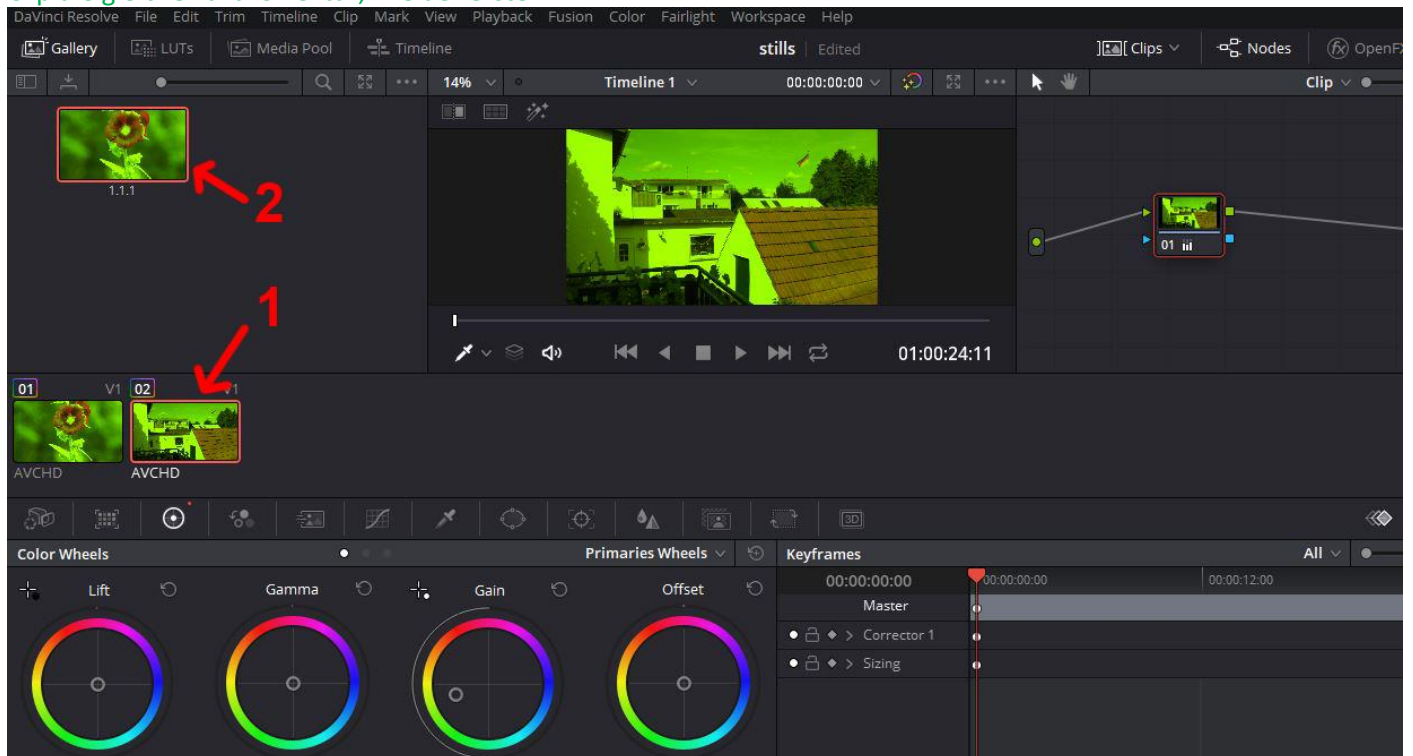 DaVinci Resolve File Edit Trim Timeline Clip Mark View Playback Fusion Color Fairlight Workspace Help
Gallery LUTs Media Pool Timeline stills Edited Clips Nodes fx OpenFX
14% Timeline 1 00:00:00:00 Clip
1.1.1
2
1
01
01:00:24:11
01 V1 02 V1
AVCHD AVCHD
3D
Color Wheels Primaries Wheels Keyframes All
Lift Gamma Gain Offset 00:00:00:00 00:00:00:00 00:00:12:00
Master
Corrector 1
Sizing